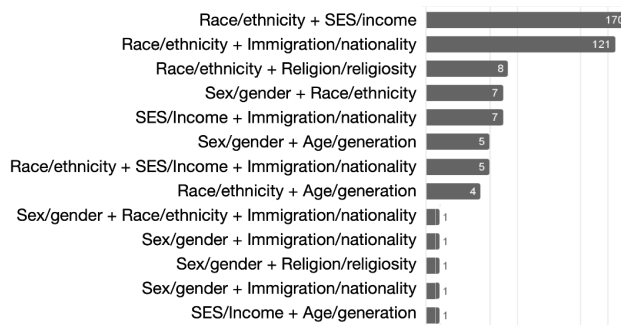 Race/ethnicity + SES/income 170
Race/ethnicity + Immigration/nationality 121
Race/ethnicity + Religion/religiosity 8
Sex/gender + Race/ethnicity 7
SES/Income + Immigration/nationality 7
Sex/gender + Age/generation 5
Race/ethnicity + SES/Income + Immigration/nationality 5
Race/ethnicity + Age/generation 4
Sex/gender + Race/ethnicity + Immigration/nationality 1
Sex/gender + Immigration/nationality 1
Sex/gender + Religion/religiosity 1
Sex/gender + Immigration/nationality 1
SES/Income + Age/generation 1